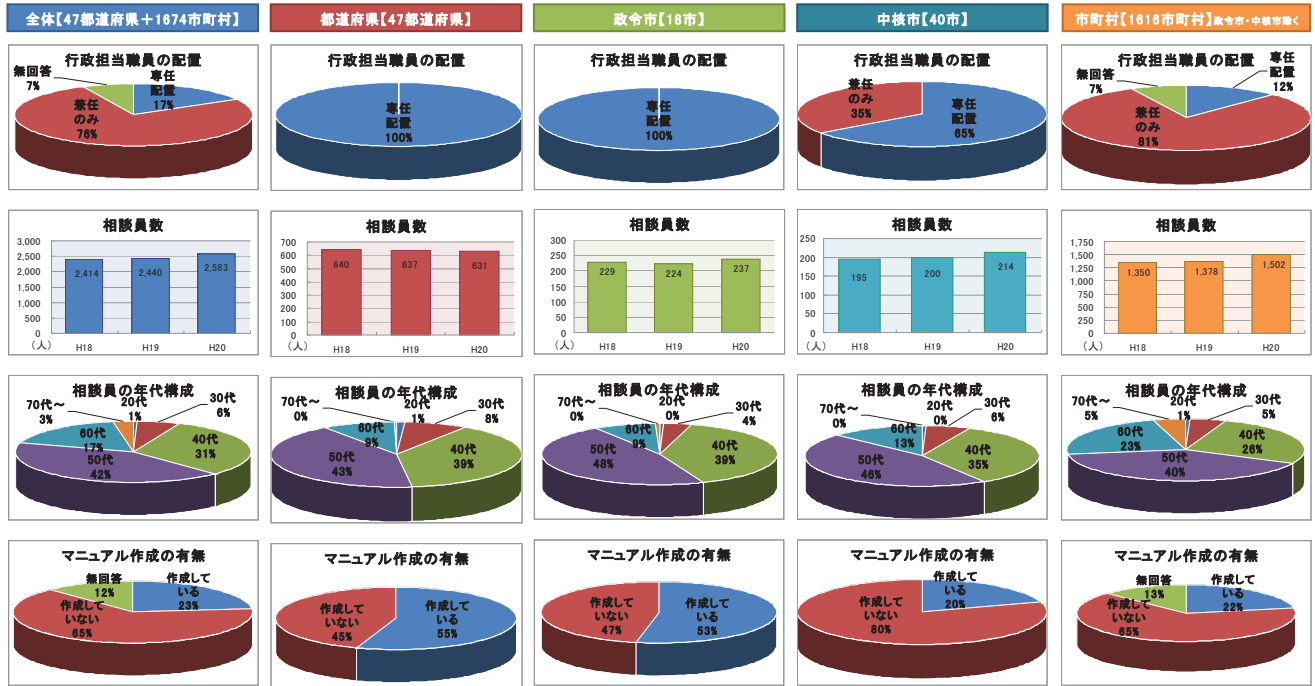 全体【47都道府県＋1674市町村】
都道府県【47都道府県】
政令市【18市】
中核市【40市】
市町村【1616市町村】政令市・中核市除く
行政担当職員の配置
無回答
7%
専任
配置
17%
兼任
のみ
76%
行政担当職員の配置
専任
配置
100%
行政担当職員の配置
専任
配置
100%
行政担当職員の配置
兼任
のみ
35%
専任
配置
65%
行政担当職員の配置
無回答
7%
専任
配置
12%
兼任
のみ
81%
相談員数
3,000
2,500
2,000
1,500
1,000
500
0
（人）
2,414
2,440
2,583
H18
H19
H20
相談員数
700
600
500
400
300
200
100
0
（人）
640
637
631
H18
H19
H20
相談員数
300
250
200
150
100
50
0
（人）
229
224
237
H18
H19
H20
相談員数
250
200
150
100
50
0
（人）
195
200
214
H18
H19
H20
相談員数
1,750
1,500
1,250
1,000
750
500
250
0
（人）
1,350
1,378
1,502
H18
H19
H20
相談員の年代構成
70代～
3%
20代
1%
30代
6%
60代
17%
40代
31%
50代
42%
相談員の年代構成
70代～
0%
20代
1%
30代
8%
60代
9%
40代
39%
50代
43%
相談員の年代構成
70代～
0%
20代
0%
30代
4%
60代
9%
40代
39%
50代
48%
相談員の年代構成
70代～
0%
20代
0%
30代
6%
60代
13%
40代
35%
50代
46%
相談員の年代構成
70代～
5%
20代
1%
30代
5%
60代
23%
40代
26%
50代
40%
マニュアル作成の有無
無回答
12%
作成して
いる
23%
作成して
いない
65%
マニュアル作成の有無
作成して
いない
45%
作成して
いる
55%
マニュアル作成の有無
作成して
いない
47%
作成して
いる
53%
マニュアル作成の有無
作成して
いる
20%
作成して
いない
80%
マニュアル作成の有無
無回答
13%
作成して
いる
22%
作成して
いない
65%